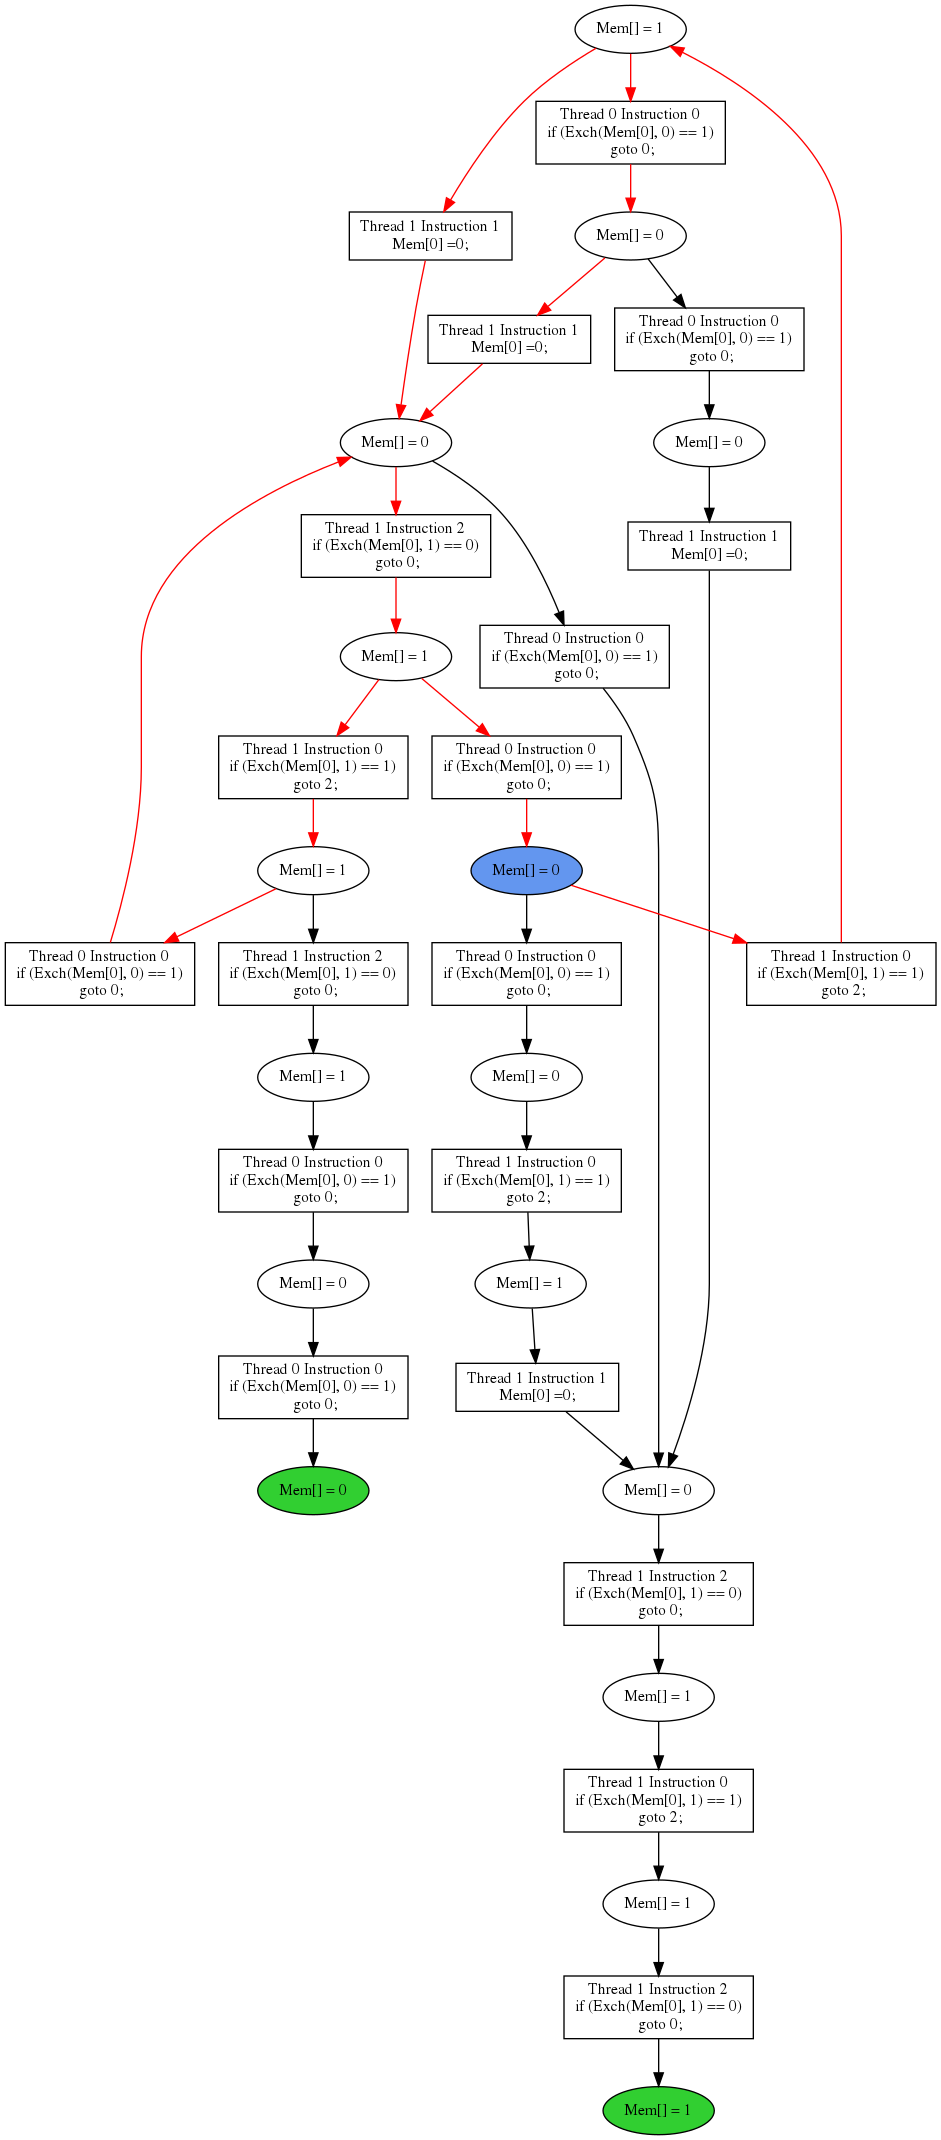 Mem[] = 1
Thread 0 Instruction 0
if (Exch(Mem[0], 0) == 1)
goto 0;
Thread 1 Instruction 1
Mem[0] =0;
Mem[] = 0
Thread 1 Instruction 1
Mem[0] =0;
Thread 0 Instruction 0
if (Exch(Mem[0], 0) == 1)
goto 0;
Mem[] = 0
Mem[] = 0
Thread 1 Instruction 2
if (Exch(Mem[0], 1) == 0)
goto 0;
Thread 1 Instruction 1
Mem[0] =0;
Mem[] = 1
Thread 0 Instruction 0
if (Exch(Mem[0], 0) == 1)
goto 0;
Thread 1 Instruction 0
if (Exch(Mem[0], 1) == 1)
goto 2;
Thread 0 Instruction 0
if (Exch(Mem[0], 0) == 1)
goto 0;
Mem[] = 1
Mem[] = 0
Thread 0 Instruction 0
if (Exch(Mem[0], 0) == 1)
goto 0;
Thread 1 Instruction 2
if (Exch(Mem[0], 1) == 0)
goto 0;
Thread 0 Instruction 0
if (Exch(Mem[0], 0) == 1)
goto 0;
Thread 1 Instruction 0
if (Exch(Mem[0], 1) == 1)
goto 2;
Mem[] = 1
Mem[] = 0
Thread 0 Instruction 0
if (Exch(Mem[0], 0) == 1)
goto 0;
Thread 1 Instruction 0
if (Exch(Mem[0], 1) == 1)
goto 2;
Mem[] = 0
Mem[] = 1
Thread 0 Instruction 0
if (Exch(Mem[0], 0) == 1)
goto 0;
Thread 1 Instruction 1
Mem[0] =0;
Mem[] = 0
Mem[] = 0
Thread 1 Instruction 2
if (Exch(Mem[0], 1) == 0)
goto 0;
Mem[] = 1
Thread 1 Instruction 0
if (Exch(Mem[0], 1) == 1)
goto 2;
Mem[] = 1
Thread 1 Instruction 2
if (Exch(Mem[0], 1) == 0)
goto 0;
Mem[] = 1